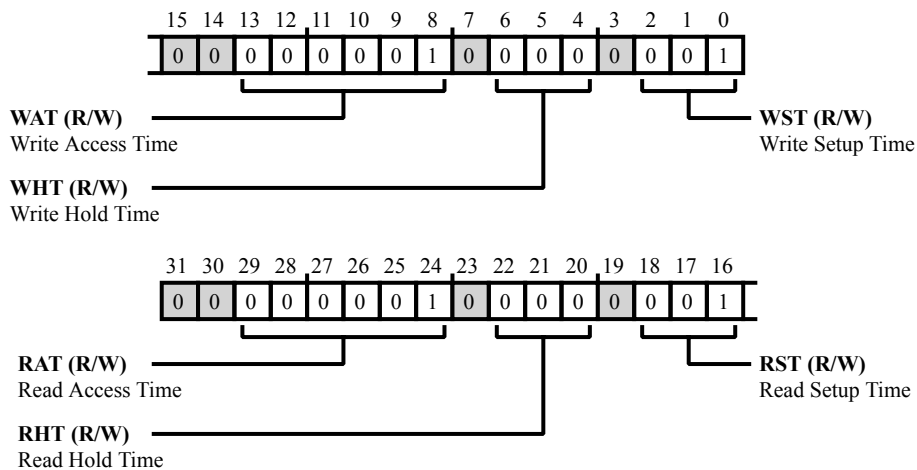 15 14 13 12 11 10 9 8 7 6 5 4 3 2 1 0
0 0 0 0 0 0 0 1 0 0 0 0 0 0 0 1
WAT (R/W)
Write Access Time
WST (R/W)
Write Setup Time
WHT (R/W)
Write Hold Time
31 30 29 28 27 26 25 24 23 22 21 20 19 18 17 16
0 0 0 0 0 0 0 1 0 0 0 0 0 0 0 1
RAT (R/W)
Read Access Time
RST (R/W)
Read Setup Time
RHT (R/W)
Read Hold Time